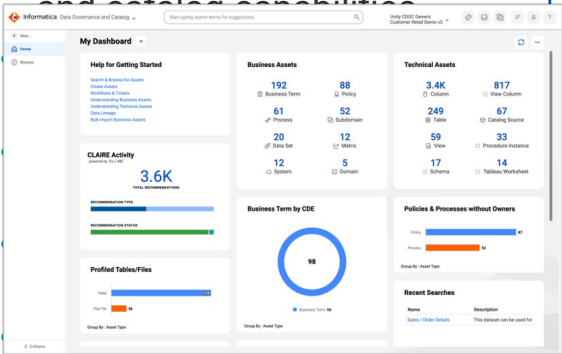 and catalog capabilities
Informatica Data Governance and Catalog
Start typing search terms for suggestions
Unity CDGC Generic
Customer Retail Demo v2
New...
Home
Browse
Collapse
My Dashboard
Help for Getting Started
Search & Browse for Assets
Create Assets
Workflows & Tickets
Understanding Business Assets
Understanding Technical Assets
Data Lineage
Bulk Import Business Assets
Business Assets
192 88
Business Term Policy
61 52
Process Subdomain
20 12
Data Set Metric
12 5
System Domain
Technical Assets
3.4K 817
Column View Column
249 67
Table Catalog Source
59 33
View Procedure Instance
17 14
Schema Tableau Worksheet
CLAIRE Activity
powered by CLAIRE
3.6K
TOTAL RECOMMENDATIONS
RECOMMENDATION TYPE
RECOMMENDATION STATUS
Business Term by CDE
98
Business Term 98
Group By : Asset Type
Policies & Processes without Owners
Policy 87
Process 52
Group By : Asset Type
Profiled Tables/Files
Table
Flat File
Group By : Asset Type
Recent Searches
Name Description
Sales / Order Details This dataset can be used for